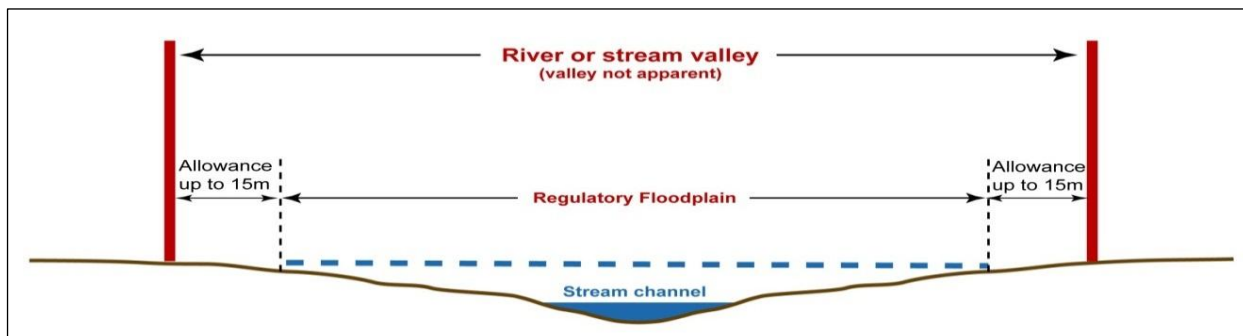 River or stream valley
(valley not apparent)
Allowance
up to 15m
Regulatory Floodplain
Allowance
up to 15m
Stream channel